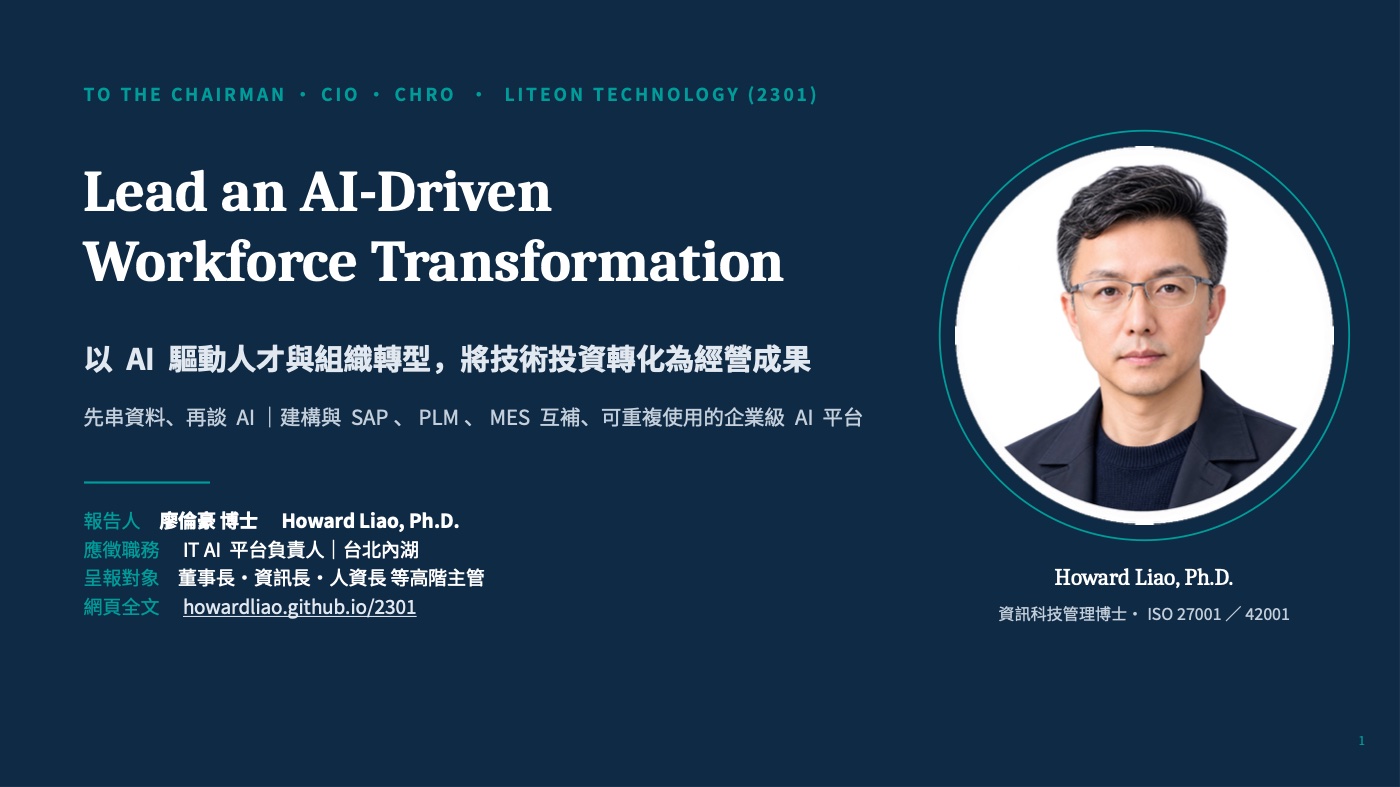 TO THE CHAIRMAN · CIO · CHRO · LITEON TECHNOLOGY (2301)
Lead an AI-Driven
Workforce Transformation
以 AI 驅動人才與組織轉型，將技術投資轉化為經營成果
先串資料、再談 AI｜建構與 SAP 、 PLM 、 MES 互補、可重複使用的企業級 AI 平台
報告人 廖倫豪 博士 Howard Liao, Ph.D.
應徵職務 IT AI 平台負責人｜台北內湖
呈報對象 董事長・資訊長・人資長 等高階主管
網頁全文 howardliao.github.io/2301
Howard Liao, Ph.D.
資訊科技管理博士・ ISO 27001 ／ 42001
1